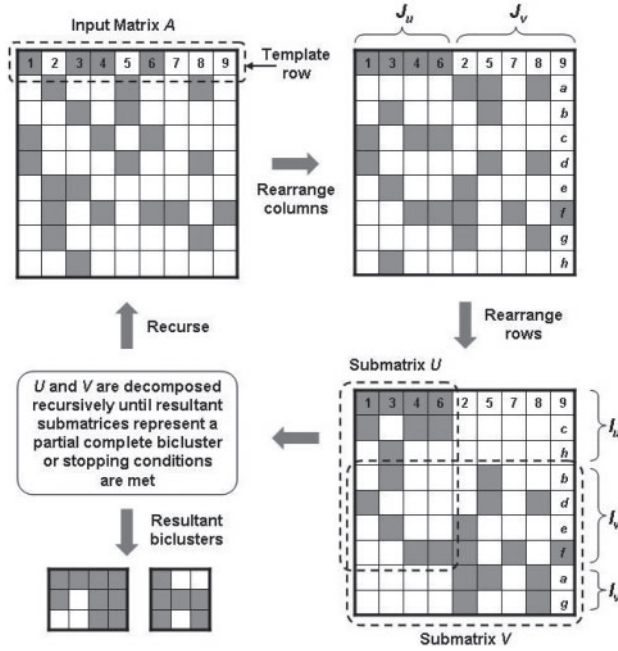 Input Matrix A
Template
row
1 2 3 4 5 6 7 8 9
Rearrange
columns
J_u J_v
1 3 4 6 2 5 7 8 9
a
b
c
d
e
f
g
h
Rearrange
rows
Submatrix U
1 3 4 6 2 5 7 8 9
c
h
b
d
e
f
a
g
I_u
I_w
I_v
Submatrix V
U and V are decomposed
recursively until resultant
submatrices represent a
partial complete bicluster
or stopping conditions
are met
Recurse
Resultant
biclusters